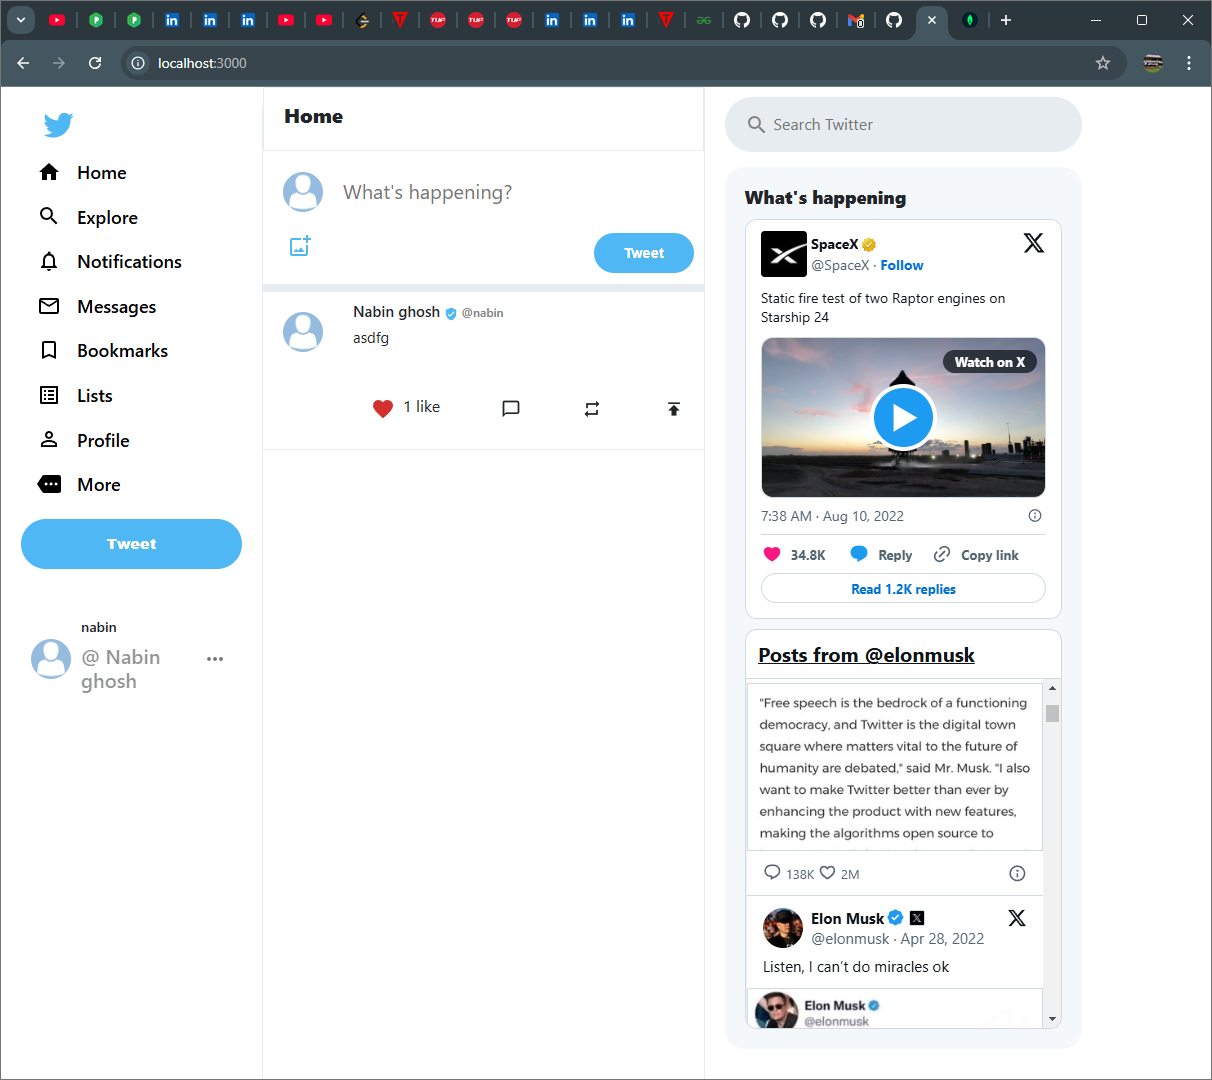 localhost:3000
Home
Explore
Notifications
Messages
Bookmarks
Lists
Profile
More
Tweet
nabin
@ Nabin
ghosh
Home
What's happening?
Tweet
Nabin ghosh @nabin
asdfg
1 like
Search Twitter
What's happening
SpaceX
@SpaceX · Follow
Static fire test of two Raptor engines on
Starship 24
Watch on X
7:38 AM · Aug 10, 2022
34.8K Reply Copy link
Read 1.2K replies
Posts from @elonmusk
"Free speech is the bedrock of a functioning
democracy, and Twitter is the digital town
square where matters vital to the future of
humanity are debated," said Mr. Musk. "I also
want to make Twitter better than ever by
enhancing the product with new features,
making the algorithms open source to
138K 2M
Elon Musk
@elonmusk · Apr 28, 2022
Listen, I can't do miracles ok
Elon Musk
@elonmusk